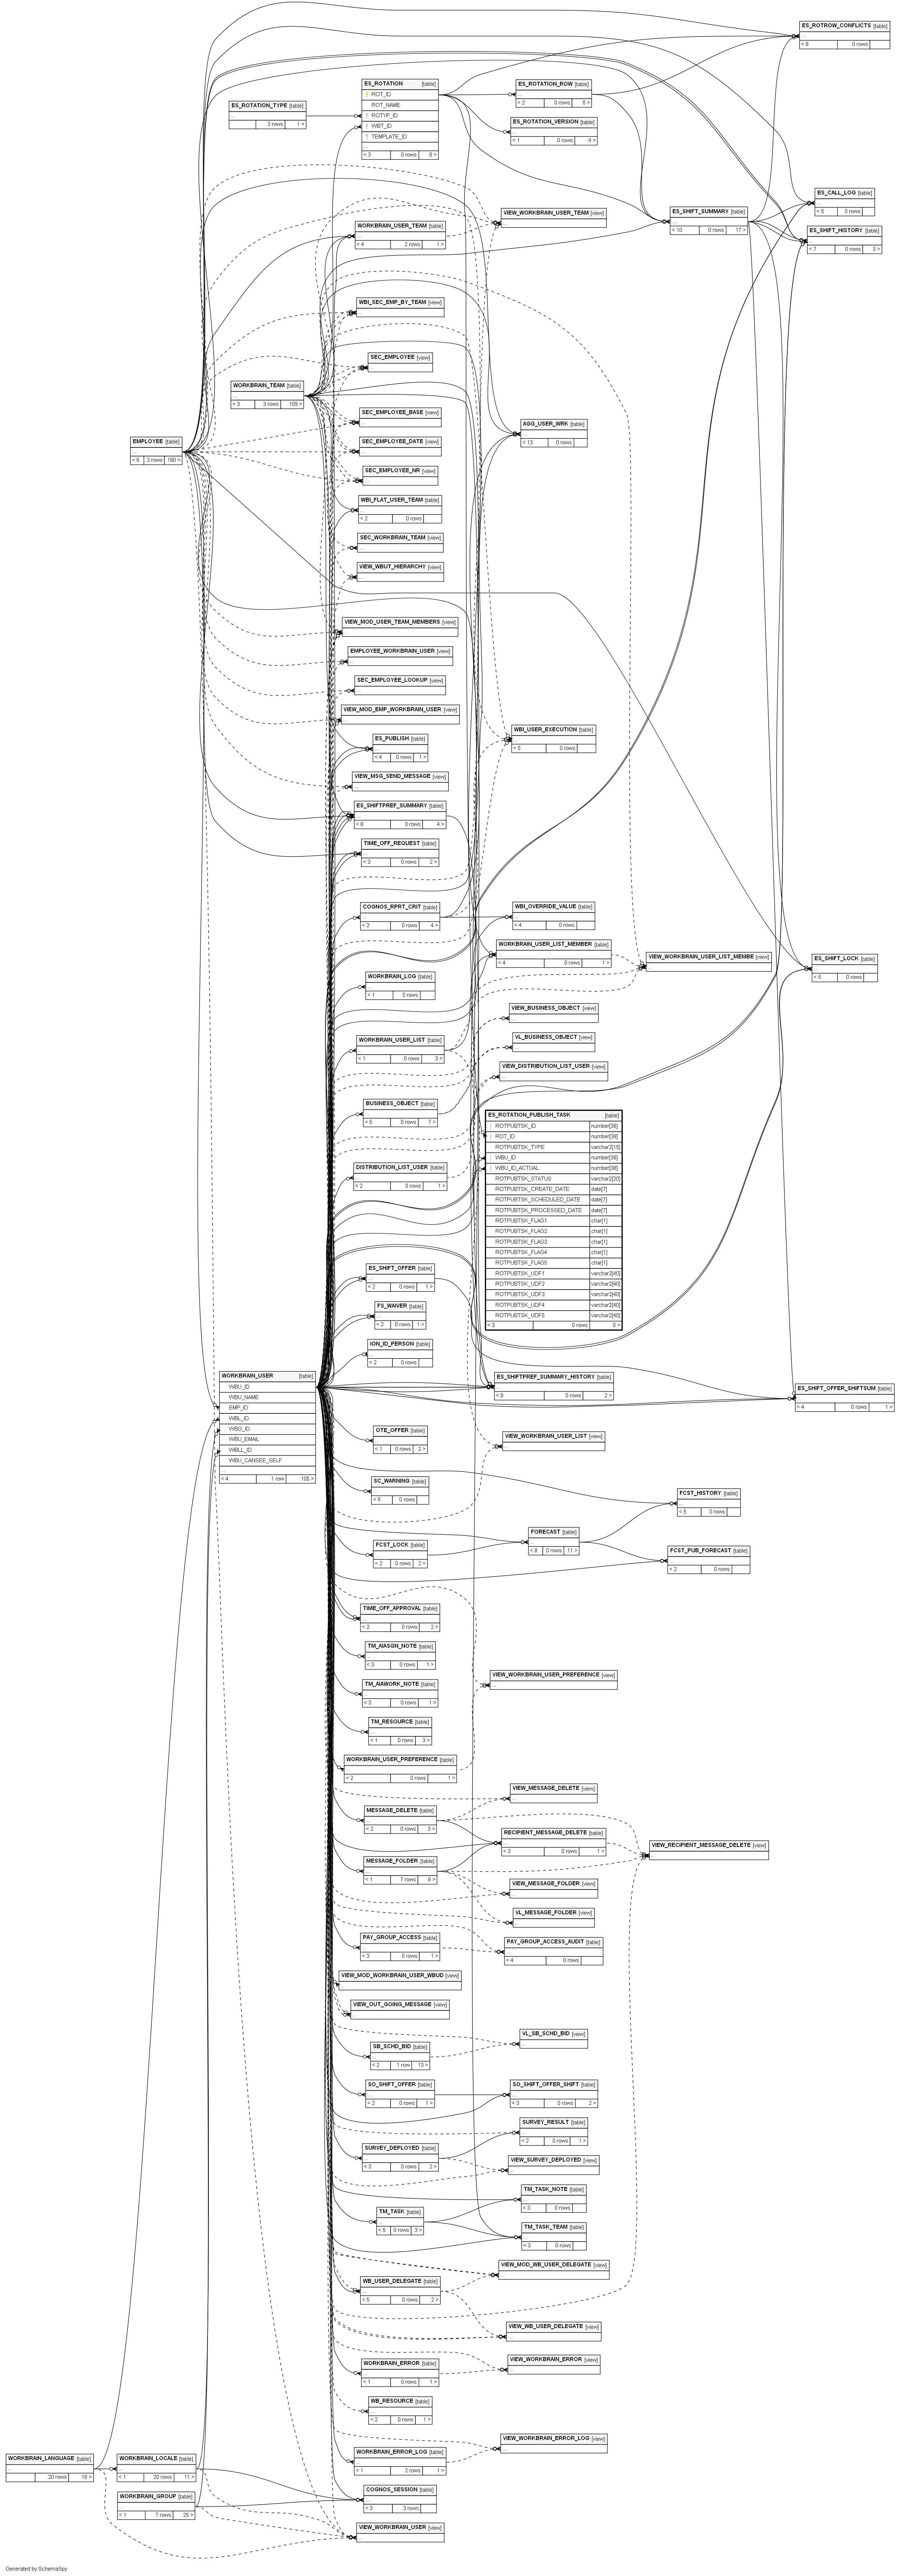 ES_ROTROW_CONFLICTS [table]
...
< 8 0 rows
ES_ROTATION [table]
ROT_ID
ROT_NAME
ROTYP_ID
WBT_ID
TEMPLATE_ID
...
< 3 0 rows 6 >
ES_ROTATION_ROW [table]
...
< 2 0 rows 6 >
ES_ROTATION_TYPE [table]
3 rows 1 >
ES_ROTATION_VERSION [table]
...
< 1 0 rows 4 >
ES_CALL_LOG [table]
...
< 5 0 rows
VIEW_WORKBRAIN_USER_TEAM [view]
...
ES_SHIFT_SUMMARY [table]
...
< 10 0 rows 17 >
WORKBRAIN_USER_TEAM [table]
...
< 4 2 rows 1 >
ES_SHIFT_HISTORY [table]
...
< 7 0 rows 3 >
WBI_SEC_EMP_BY_TEAM [view]
...
SEC_EMPLOYEE [view]
...
WORKBRAIN_TEAM [table]
< 3 3 rows 109 >
SEC_EMPLOYEE_BASE [view]
...
AGG_USER_WRK [table]
...
< 13 0 rows
EMPLOYEE [table]
< 6 3 rows 180 >
SEC_EMPLOYEE_DATE [view]
...
SEC_EMPLOYEE_NR [view]
...
WBI_FLAT_USER_TEAM [table]
...
< 2 0 rows
SEC_WORKBRAIN_TEAM [view]
...
VIEW_WBUT_HIERARCHY [view]
...
VIEW_MOD_USER_TEAM_MEMBERS [view]
...
EMPLOYEE_WORKBRAIN_USER [view]
...
SEC_EMPLOYEE_LOOKUP [view]
...
VIEW_MOD_EMP_WORKBRAIN_USER [view]
...
WBI_USER_EXECUTION [table]
...
< 5 0 rows
ES_PUBLISH [table]
...
< 4 0 rows 1 >
VIEW_MSG_SEND_MESSAGE [view]
...
ES_SHIFTPREF_SUMMARY [table]
...
< 8 0 rows 4 >
TIME_OFF_REQUEST [table]
...
< 3 0 rows 2 >
COGNOS_RPRT_CRIT [table]
...
< 2 0 rows 4 >
WBI_OVERRIDE_VALUE [table]
...
< 4 0 rows
WORKBRAIN_USER_LIST_MEMBER [table]
...
< 4 0 rows 1 >
VIEW_WORKBRAIN_USER_LIST_MEMBE [view]
...
ES_SHIFT_LOCK [table]
...
< 5 0 rows
WORKBRAIN_LOG [table]
...
< 1 0 rows
VIEW_BUSINESS_OBJECT [view]
...
WORKBRAIN_USER_LIST [table]
...
< 1 0 rows 3 >
VL_BUSINESS_OBJECT [view]
...
VIEW_DISTRIBUTION_LIST_USER [view]
...
BUSINESS_OBJECT [table]
...
< 5 0 rows 7 >
ES_ROTATION_PUBLISH_TASK [table]
ROTPUBTSK_ID number[38]
ROT_ID number[38]
ROTPUBTSK_TYPE varchar2[15]
WBU_ID number[38]
WBU_ID_ACTUAL number[38]
ROTPUBTSK_STATUS varchar2[20]
ROTPUBTSK_CREATE_DATE date[7]
ROTPUBTSK_SCHEDULED_DATE date[7]
ROTPUBTSK_PROCESSED_DATE date[7]
ROTPUBTSK_FLAG1 char[1]
ROTPUBTSK_FLAG2 char[1]
ROTPUBTSK_FLAG3 char[1]
ROTPUBTSK_FLAG4 char[1]
ROTPUBTSK_FLAG5 char[1]
ROTPUBTSK_UDF1 varchar2[40]
ROTPUBTSK_UDF2 varchar2[40]
ROTPUBTSK_UDF3 varchar2[40]
ROTPUBTSK_UDF4 varchar2[40]
ROTPUBTSK_UDF5 varchar2[40]
< 3 0 rows 0 >
DISTRIBUTION_LIST_USER [table]
...
< 2 0 rows 1 >
ES_SHIFT_OFFER [table]
...
< 2 0 rows 1 >
FS_WAIVER [table]
...
< 2 0 rows 1 >
ION_ID_PERSON [table]
...
< 2 0 rows
WORKBRAIN_USER [table]
WBU_ID
WBU_NAME
EMP_ID
WBL_ID
WBG_ID
WBU_EMAIL
WBLL_ID
WBU_CANSEE_SELF
...
< 4 1 row 105 >
ES_SHIFTPREF_SUMMARY_HISTORY [table]
...
< 8 0 rows 2 >
ES_SHIFT_OFFER_SHIFTSUM [table]
...
< 4 0 rows 1 >
OTE_OFFER [table]
...
< 1 0 rows 2 >
VIEW_WORKBRAIN_USER_LIST [view]
...
SC_WARNING [table]
...
< 5 0 rows
FCST_HISTORY [table]
...
< 5 0 rows
FORECAST [table]
...
< 8 0 rows 11 >
FCST_LOCK [table]
...
< 2 0 rows 2 >
FCST_PUB_FORECAST [table]
...
< 2 0 rows
TIME_OFF_APPROVAL [table]
...
< 2 0 rows 2 >
TM_AIASGN_NOTE [table]
...
< 3 0 rows 1 >
TM_AIAWORK_NOTE [table]
...
< 3 0 rows 1 >
VIEW_WORKBRAIN_USER_PREFERENCE [view]
...
TM_RESOURCE [table]
...
< 1 0 rows 3 >
WORKBRAIN_USER_PREFERENCE [table]
...
< 2 0 rows 1 >
VIEW_MESSAGE_DELETE [view]
...
MESSAGE_DELETE [table]
...
< 2 0 rows 3 >
RECIPIENT_MESSAGE_DELETE [table]
...
< 3 0 rows 1 >
VIEW_RECIPIENT_MESSAGE_DELETE [view]
...
MESSAGE_FOLDER [table]
...
< 1 7 rows 8 >
VIEW_MESSAGE_FOLDER [view]
...
VL_MESSAGE_FOLDER [view]
...
PAY_GROUP_ACCESS [table]
...
< 3 0 rows 1 >
PAY_GROUP_ACCESS_AUDIT [table]
...
< 4 0 rows
VIEW_MOD_WORKBRAIN_USER_WBUD [view]
...
VIEW_OUT_GOING_MESSAGE [view]
...
VL_SB_SCHD_BID [view]
...
SB_SCHD_BID [table]
...
< 2 1 row 13 >
SO_SHIFT_OFFER [table]
...
< 2 0 rows 1 >
SO_SHIFT_OFFER_SHIFT [table]
...
< 3 0 rows 2 >
SURVEY_RESULT [table]
...
< 2 0 rows 1 >
SURVEY_DEPLOYED [table]
...
< 3 0 rows 2 >
VIEW_SURVEY_DEPLOYED [view]
...
TM_TASK_NOTE [table]
...
< 3 0 rows
TM_TASK [table]
...
< 5 0 rows 3 >
TM_TASK_TEAM [table]
...
< 3 0 rows
VIEW_MOD_WB_USER_DELEGATE [view]
...
WB_USER_DELEGATE [table]
...
< 5 0 rows 2 >
VIEW_WB_USER_DELEGATE [view]
...
VIEW_WORKBRAIN_ERROR [view]
...
WORKBRAIN_ERROR [table]
...
< 1 0 rows 1 >
WB_RESOURCE [table]
...
< 2 0 rows 1 >
VIEW_WORKBRAIN_ERROR_LOG [view]
...
WORKBRAIN_ERROR_LOG [table]
...
< 1 2 rows 1 >
WORKBRAIN_LANGUAGE [table]
20 rows 18 >
WORKBRAIN_LOCALE [table]
...
< 1 20 rows 11 >
COGNOS_SESSION [table]
...
< 3 3 rows
WORKBRAIN_GROUP [table]
< 1 7 rows 25 >
VIEW_WORKBRAIN_USER [view]
...
Generated by SchemaSpy